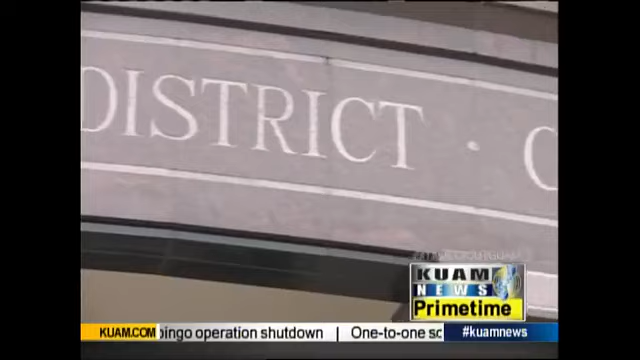 DISTRICT · C
KUAM
NEWS
Primetime
KUAM.COM bingo operation shutdown | One-to-one sc #kuamnews